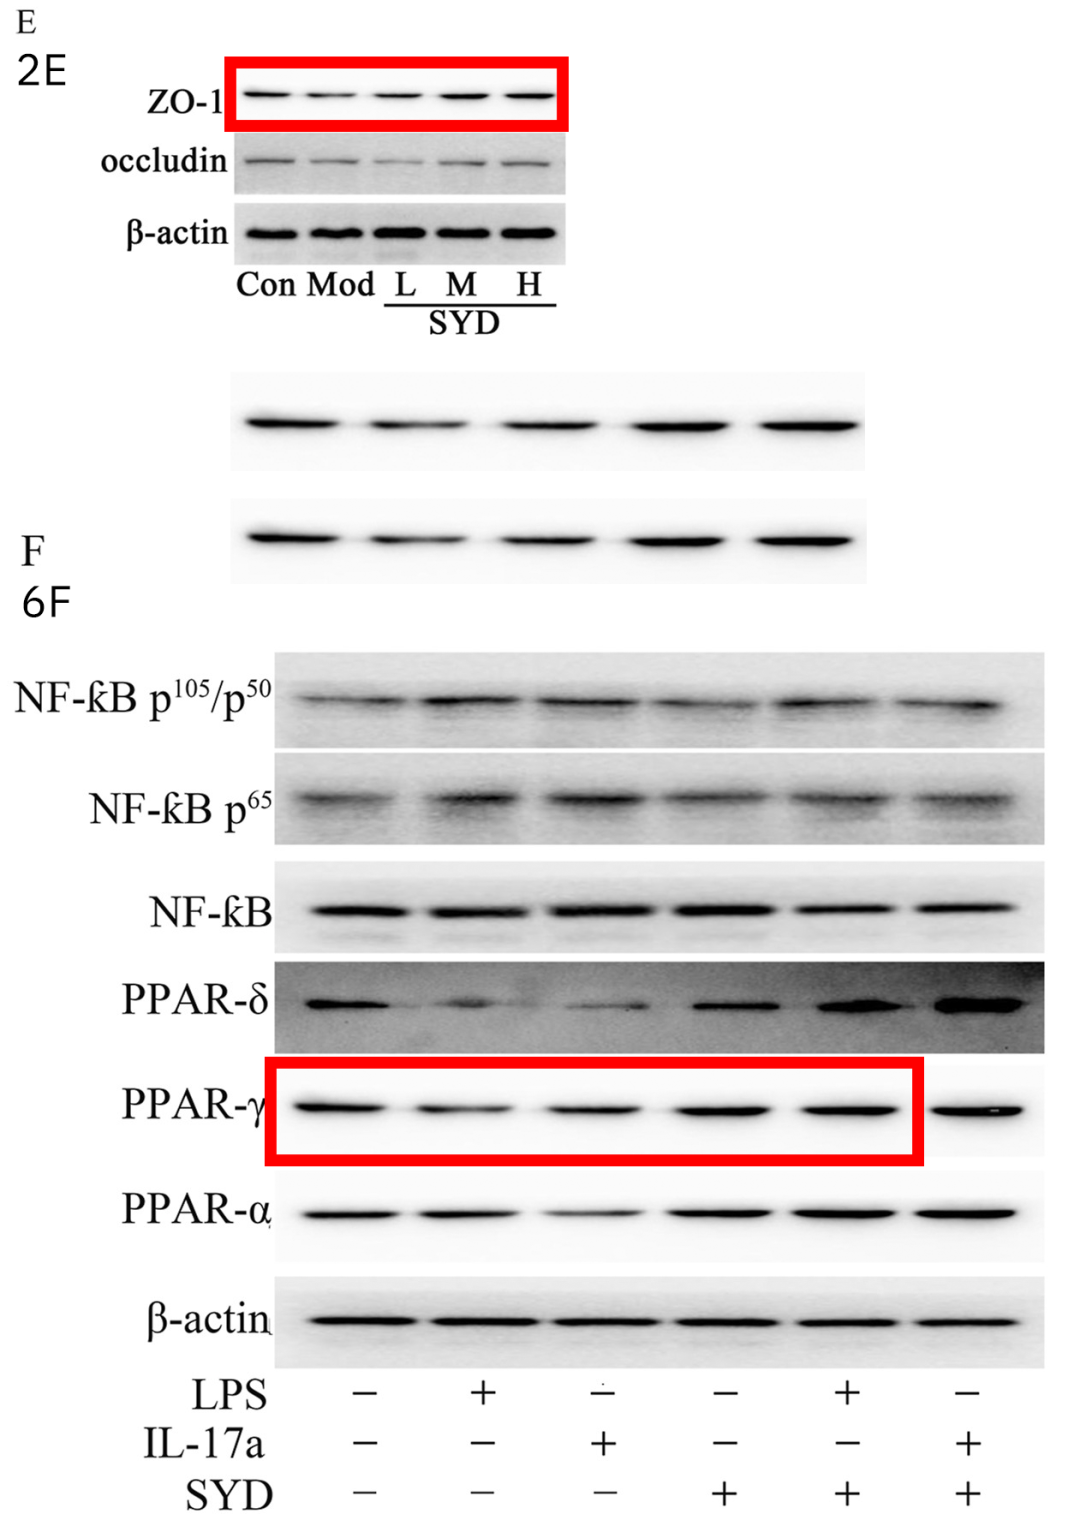 E
2E
ZO-1
occludin
β-actin
Con Mod L M H
SYD
F
6F
NF-ƙB p¹⁰⁵/p⁵⁰
NF-ƙB p⁶⁵
NF-ƙB
PPAR-δ
PPAR-γ
PPAR-α
β-actin
LPS − + − − + −
IL-17a − − + − − +
SYD − − − + + +